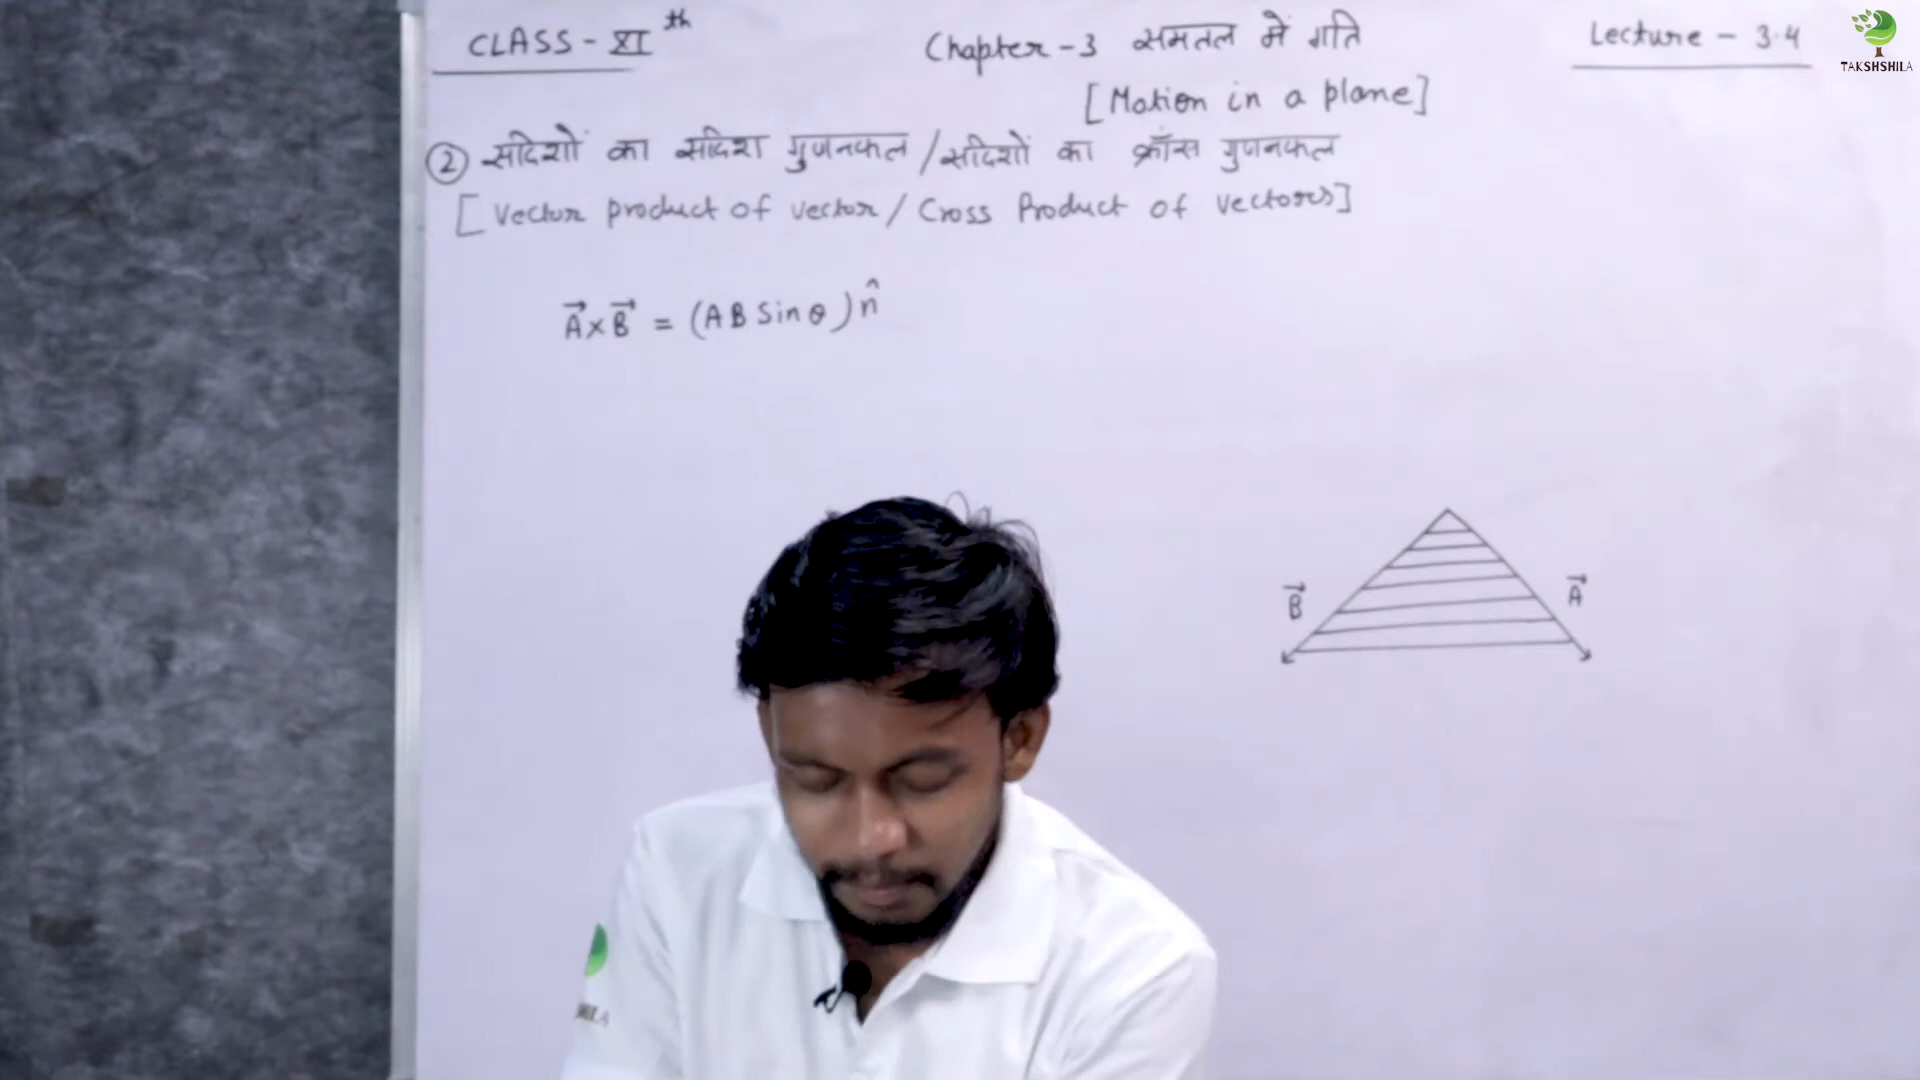 CLASS - XI th
Chapter - 3 समतल में गति
Lecture - 3.4
TAKSHSHILA
[Motion in a plane]
② सदिशों का सदिश गुणनफल / सदिशों का क्रॉस गुणनफल
[Vector product of vector / Cross Product of vectors]
A⃗ × B⃗ = (AB Sin θ) n̂
B⃗
A⃗